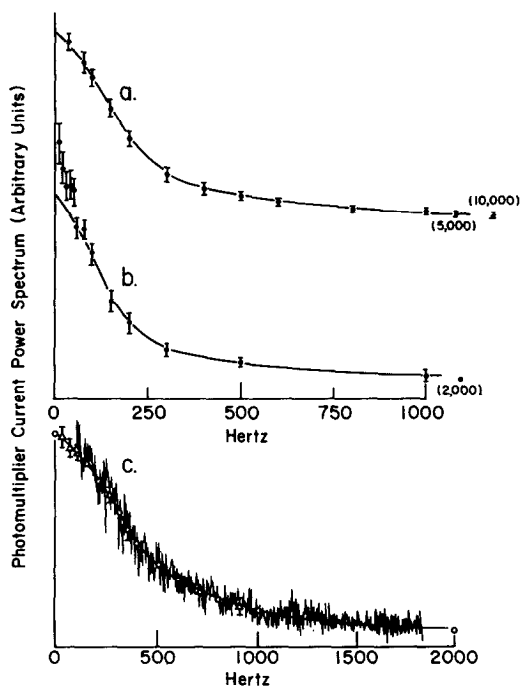 Photomultiplier Current Power Spectrum (Arbitrary Units)
a.
(10,000)
(5,000)
b.
(2,000)
0 250 500 750 1000
Hertz
c.
0 500 1000 1500 2000
Hertz